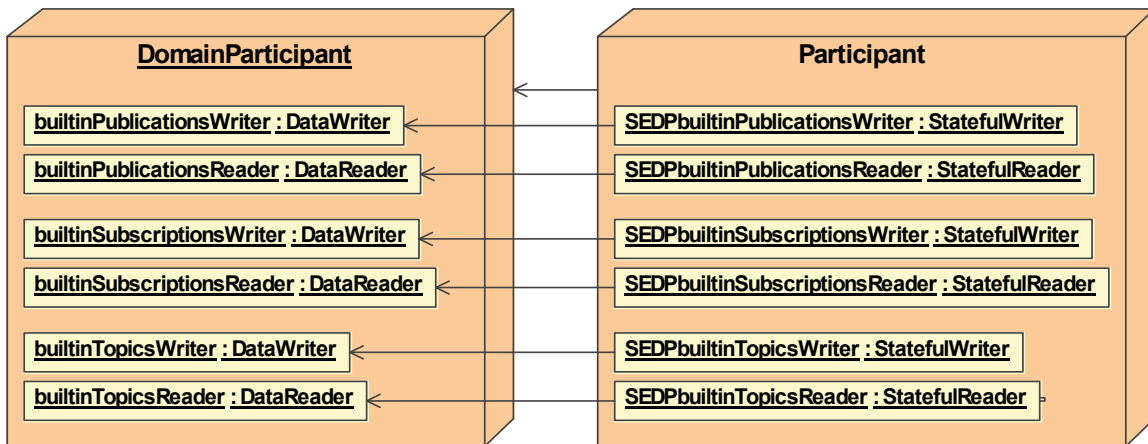 DomainParticipant
builtinPublicationsWriter : DataWriter
builtinPublicationsReader : DataReader
builtinSubscriptionsWriter : DataWriter
builtinSubscriptionsReader : DataReader
builtinTopicsWriter : DataWriter
builtinTopicsReader : DataReader
Participant
SEDPbuiltinPublicationsWriter : StatefulWriter
SEDPbuiltinPublicationsReader : StatefulReader
SEDPbuiltinSubscriptionsWriter : StatefulWriter
SEDPbuiltinSubscriptionsReader : StatefulReader
SEDPbuiltinTopicsWriter : StatefulWriter
SEDPbuiltinTopicsReader : StatefulReader